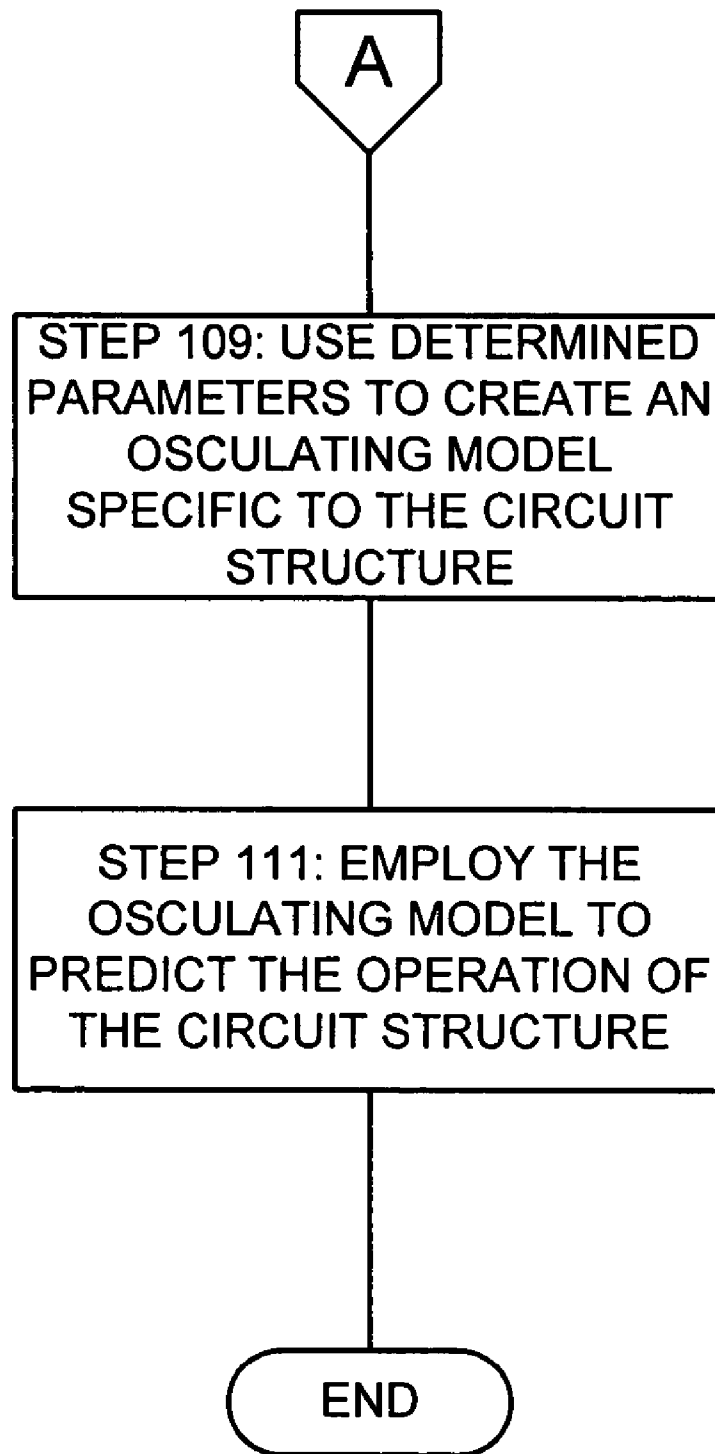 A
STEP 109: USE DETERMINED
PARAMETERS TO CREATE AN
OSCULATING MODEL
SPECIFIC TO THE CIRCUIT
STRUCTURE
STEP 111: EMPLOY THE
OSCULATING MODEL TO
PREDICT THE OPERATION OF
THE CIRCUIT STRUCTURE
END